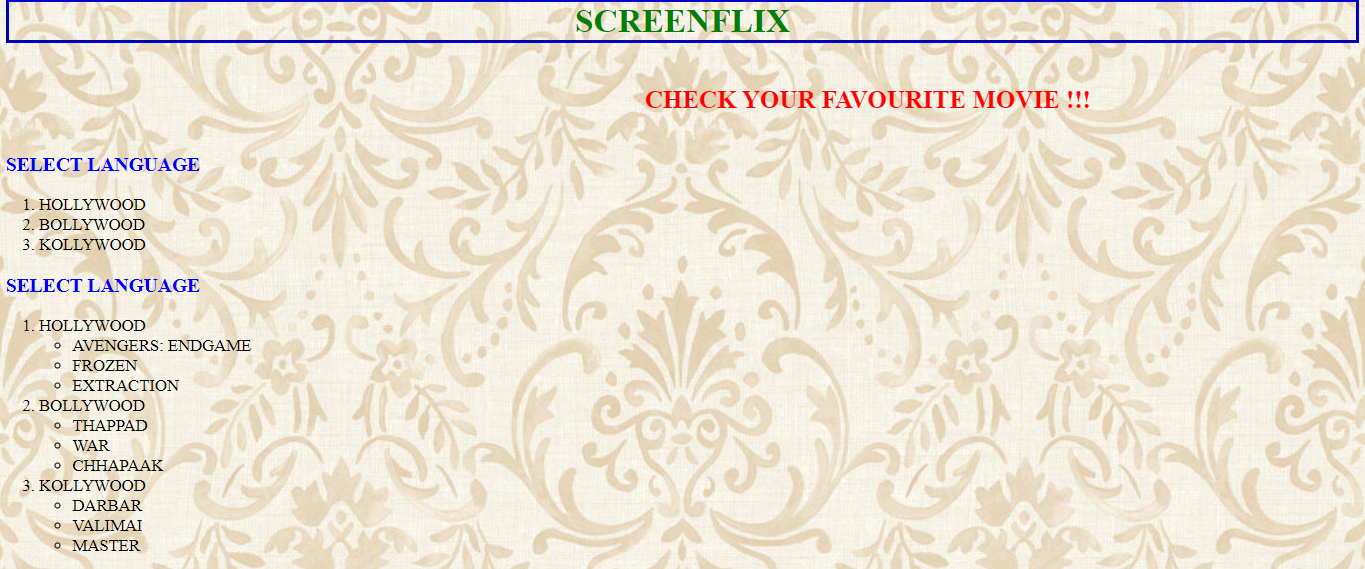 SCREENFLIX
CHECK YOUR FAVOURITE MOVIE !!!
SELECT LANGUAGE
1. HOLLYWOOD
2. BOLLYWOOD
3. KOLLYWOOD
SELECT LANGUAGE
1. HOLLYWOOD
AVENGERS: ENDGAME
FROZEN
EXTRACTION
2. BOLLYWOOD
THAPPAD
WAR
CHHAPAAK
3. KOLLYWOOD
DARBAR
VALIMAI
MASTER